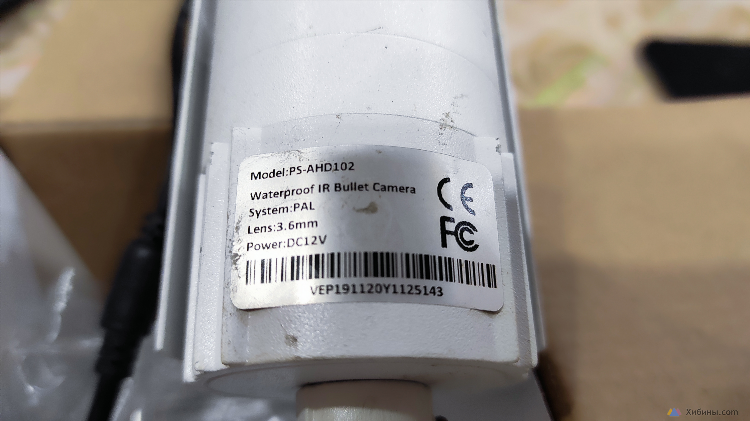 Model:PS-AHD102
Waterproof IR Bullet Camera
System:PAL
Lens:3.6mm
Power:DC12V
CE
FC
VEP191120Y1125143
Хибины.com